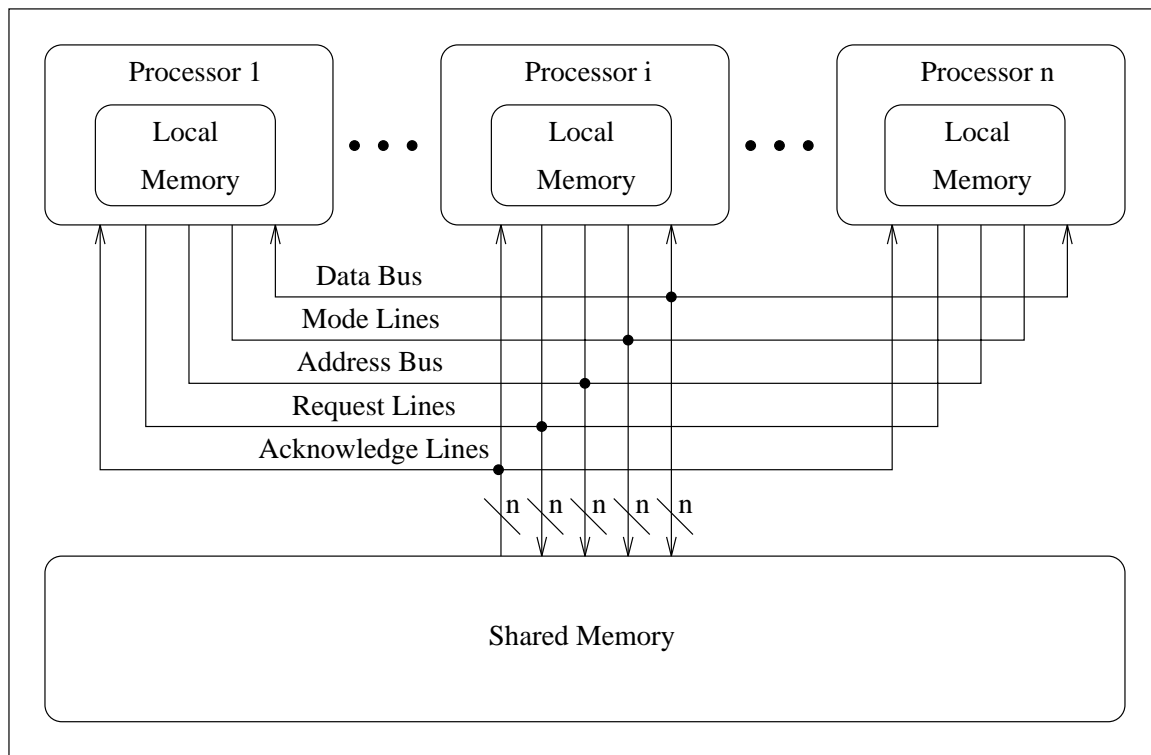 Processor 1
Processor i
Processor n
Local
Memory
Local
Memory
Local
Memory
Data Bus
Mode Lines
Address Bus
Request Lines
Acknowledge Lines
n n n n n
Shared Memory